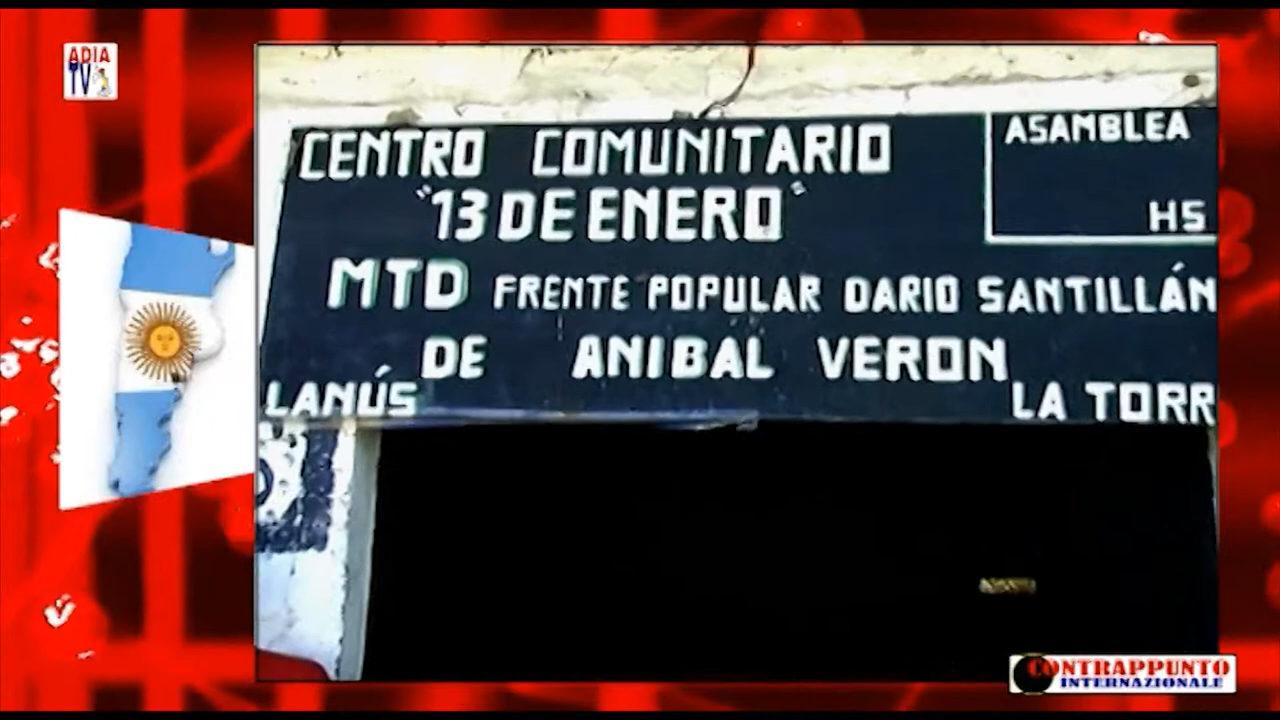 ADIA
TV
CENTRO COMUNITARIO
"13 DE ENERO"
ASAMBLEA
HS
MTD FRENTE POPULAR DARIO SANTILLÁN
DE ANIBAL VERON
LANÚS
LA TORR
CONTRAPPUNTO
INTERNAZIONALE